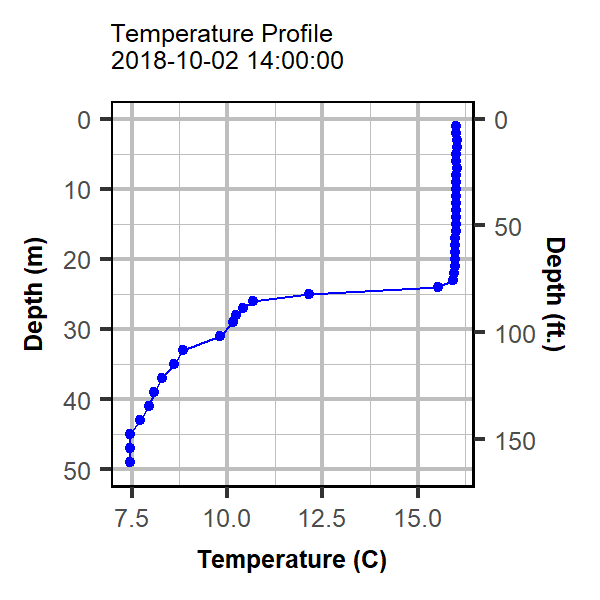 Temperature Profile
2018-10-02 14:00:00
0
10
20
30
40
50
Depth (m)
0
50
100
150
Depth (ft.)
7.5 10.0 12.5 15.0
Temperature (C)